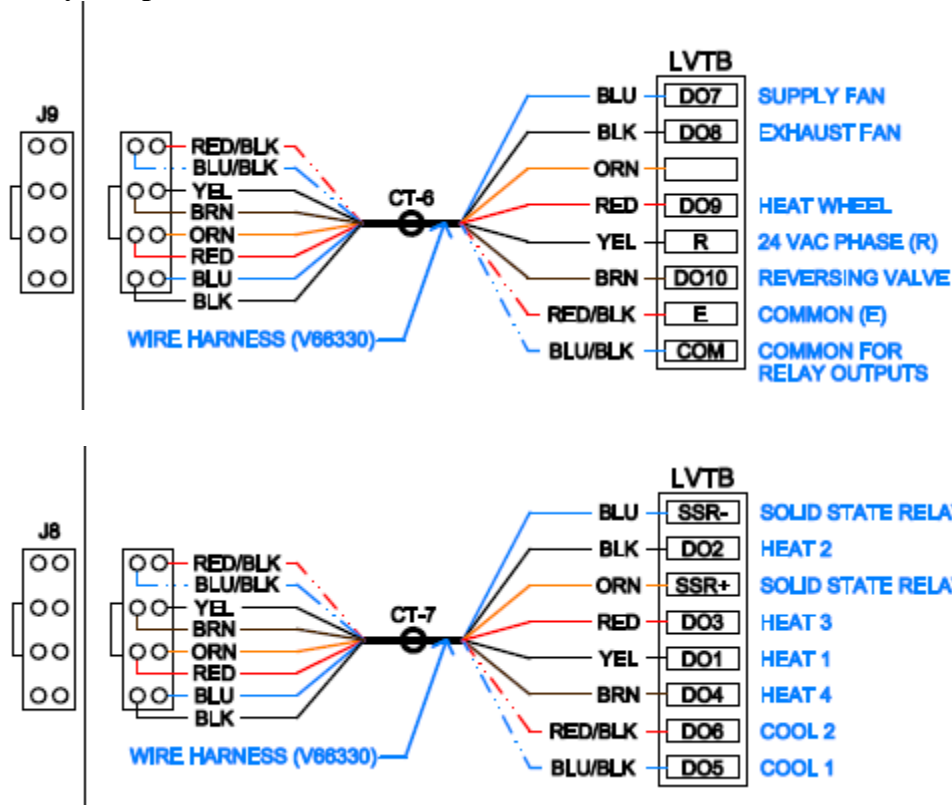 LVTB
J9
BLU DO7 SUPPLY FAN
BLK DO8 EXHAUST FAN
RED/BLK
BLU/BLK
ORN
YEL
CT-6
RED DO9 HEAT WHEEL
BRN
ORN
YEL R 24 VAC PHASE (R)
RED
BLU
BRN DO10 REVERSING VALVE
BLK
RED/BLK E COMMON (E)
WIRE HARNESS (V66330)
BLU/BLK COM COMMON FOR
RELAY OUTPUTS
LVTB
J8
BLU SSR- SOLID STATE RELA
BLK DO2 HEAT 2
RED/BLK
BLU/BLK
ORN SSR+ SOLID STATE RELA
YEL
CT-7
RED DO3 HEAT 3
BRN
ORN
YEL DO1 HEAT 1
RED
BLU
BRN DO4 HEAT 4
BLK
RED/BLK DO6 COOL 2
WIRE HARNESS (V66330)
BLU/BLK DO5 COOL 1